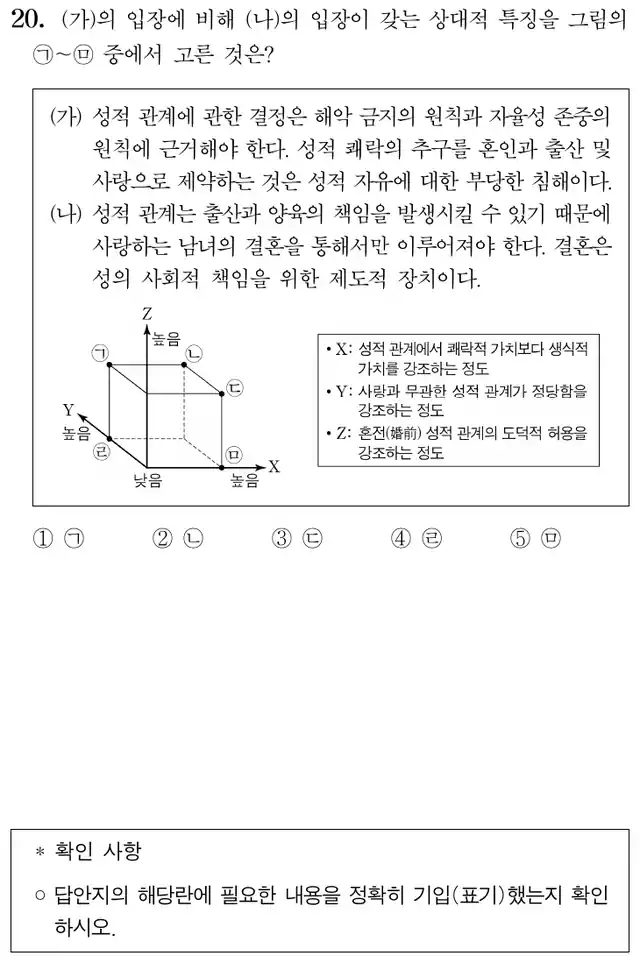 20. (가)의 입장에 비해 (나)의 입장이 갖는 상대적 특징을 그림의
㉠~㉤ 중에서 고른 것은?
(가) 성적 관계에 관한 결정은 해악 금지의 원칙과 자율성 존중의
원칙에 근거해야 한다. 성적 쾌락의 추구를 혼인과 출산 및
사랑으로 제약하는 것은 성적 자유에 대한 부당한 침해이다.
(나) 성적 관계는 출산과 양육의 책임을 발생시킬 수 있기 때문에
사랑하는 남녀의 결혼을 통해서만 이루어져야 한다. 결혼은
성의 사회적 책임을 위한 제도적 장치이다.
Z
높음
㉠ ㉡
㉢
Y
높음
㉣ ㉤
X
낮음 높음
• X: 성적 관계에서 쾌락적 가치보다 생식적
가치를 강조하는 정도
• Y: 사랑과 무관한 성적 관계가 정당함을
강조하는 정도
• Z: 혼전(婚前) 성적 관계의 도덕적 허용을
강조하는 정도
① ㉠ ② ㉡ ③ ㉢ ④ ㉣ ⑤ ㉤
* 확인 사항
○ 답안지의 해당란에 필요한 내용을 정확히 기입(표기)했는지 확인
하시오.